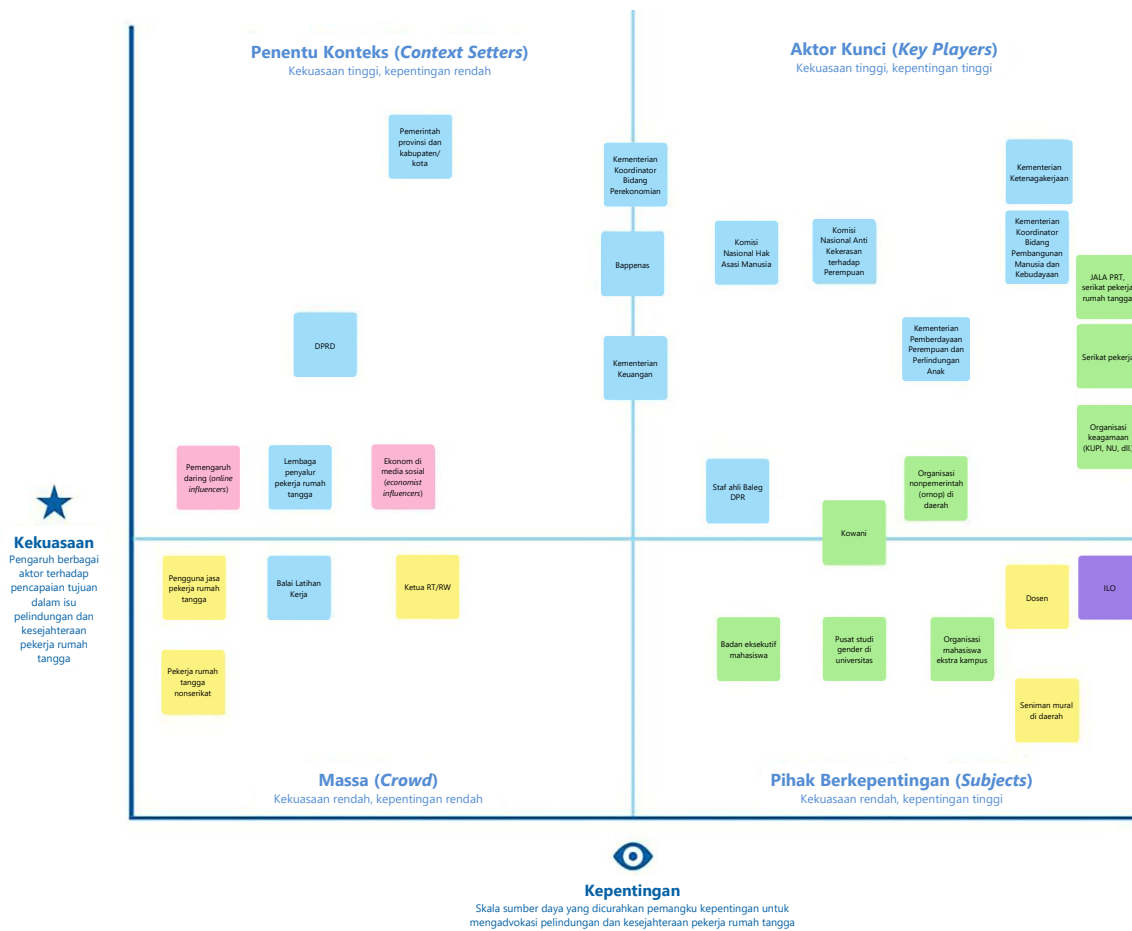 Penentu Konteks (Context Setters)
Kekuasaan tinggi, kepentingan rendah
Aktor Kunci (Key Players)
Kekuasaan tinggi, kepentingan tinggi
Pemerintah
provinsi dan
kabupaten/
kota
Kementerian
Koordinator
Bidang
Perekonomian
Kementerian
Ketenagakerjaan
Komisi
Nasional Hak
Asasi Manusia
Komisi
Nasional Anti
Kekerasan
terhadap
Perempuan
Kementerian
Koordinator
Bidang
Pembangunan
Manusia dan
Kebudayaan
Bappenas
JALA PRT,
serikat pekerja
rumah tangga
DPRD
Kementerian
Keuangan
Kementerian
Pemberdayaan
Perempuan dan
Perlindungan
Anak
Serikat pekerja
Organisasi
keagamaan
(KUPI, NU, dll.)
Pemengaruh
daring (online
influencers)
Lembaga
penyalur
pekerja rumah
tangga
Ekonom di
media sosial
(economist
influencers)
Staf ahli Baleg
DPR
Organisasi
nonpemerintah
(ornop) di
daerah
Kowani
Kekuasaan
Pengaruh berbagai
aktor terhadap
pencapaian tujuan
dalam isu
pelindungan dan
kesejahteraan
pekerja rumah
tangga
Pengguna jasa
pekerja rumah
tangga
Balai Latihan
Kerja
Ketua RT/RW
Dosen
ILO
Badan eksekutif
mahasiswa
Pusat studi
gender di
universitas
Organisasi
mahasiswa
ekstra kampus
Pekerja rumah
tangga
nonserikat
Seniman mural
di daerah
Massa (Crowd)
Kekuasaan rendah, kepentingan rendah
Pihak Berkepentingan (Subjects)
Kekuasaan rendah, kepentingan tinggi
Kepentingan
Skala sumber daya yang dicurahkan pemangku kepentingan untuk
mengadvokasi pelindungan dan kesejahteraan pekerja rumah tangga